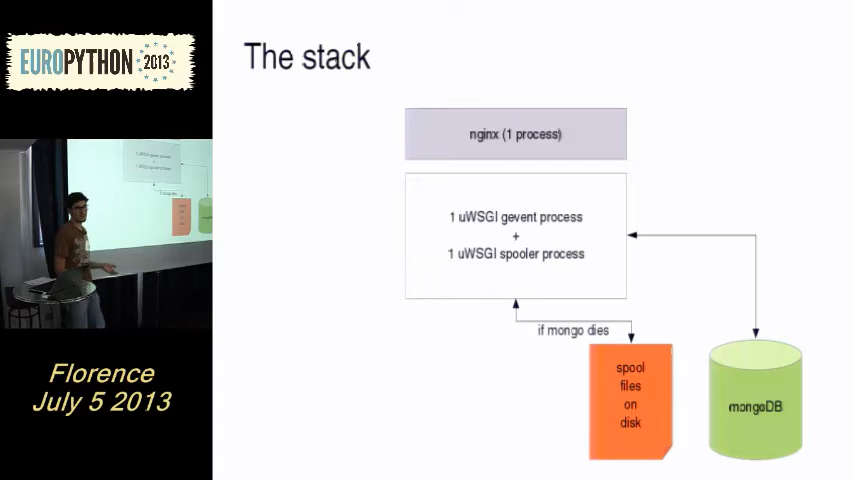 EUROPYTHON 2013
The stack
nginx (1 process)
1 uWSGI gevent process
+
1 uWSGI spooler process
if mongo dies
spool
files
on
disk
mongoDB
Florence
July 5 2013